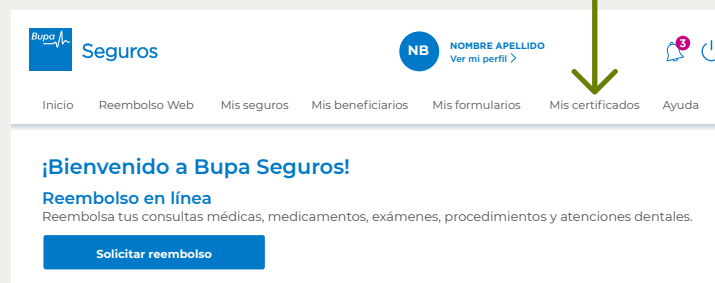 Bupa
Seguros
NB
NOMBRE APELLIDO
Ver mi perfil >
3
Inicio Reembolso Web Mis seguros Mis beneficiarios Mis formularios Mis certificados Ayuda
¡Bienvenido a Bupa Seguros!
Reembolso en línea
Reembolsa tus consultas médicas, medicamentos, exámenes, procedimientos y atenciones dentales.
Solicitar reembolso